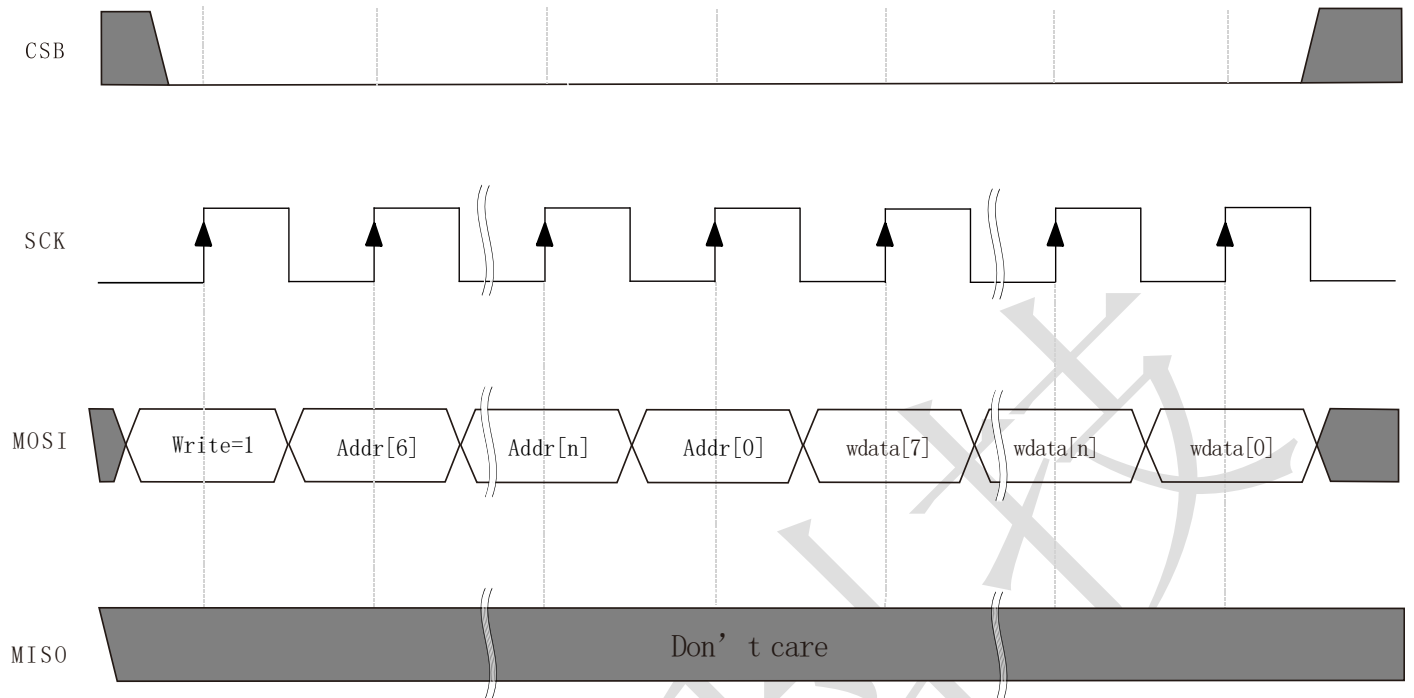 CSB
SCK
MOSI Write=1 Addr[6] Addr[n] Addr[0] wdata[7] wdata[n] wdata[0]
MISO Don't care